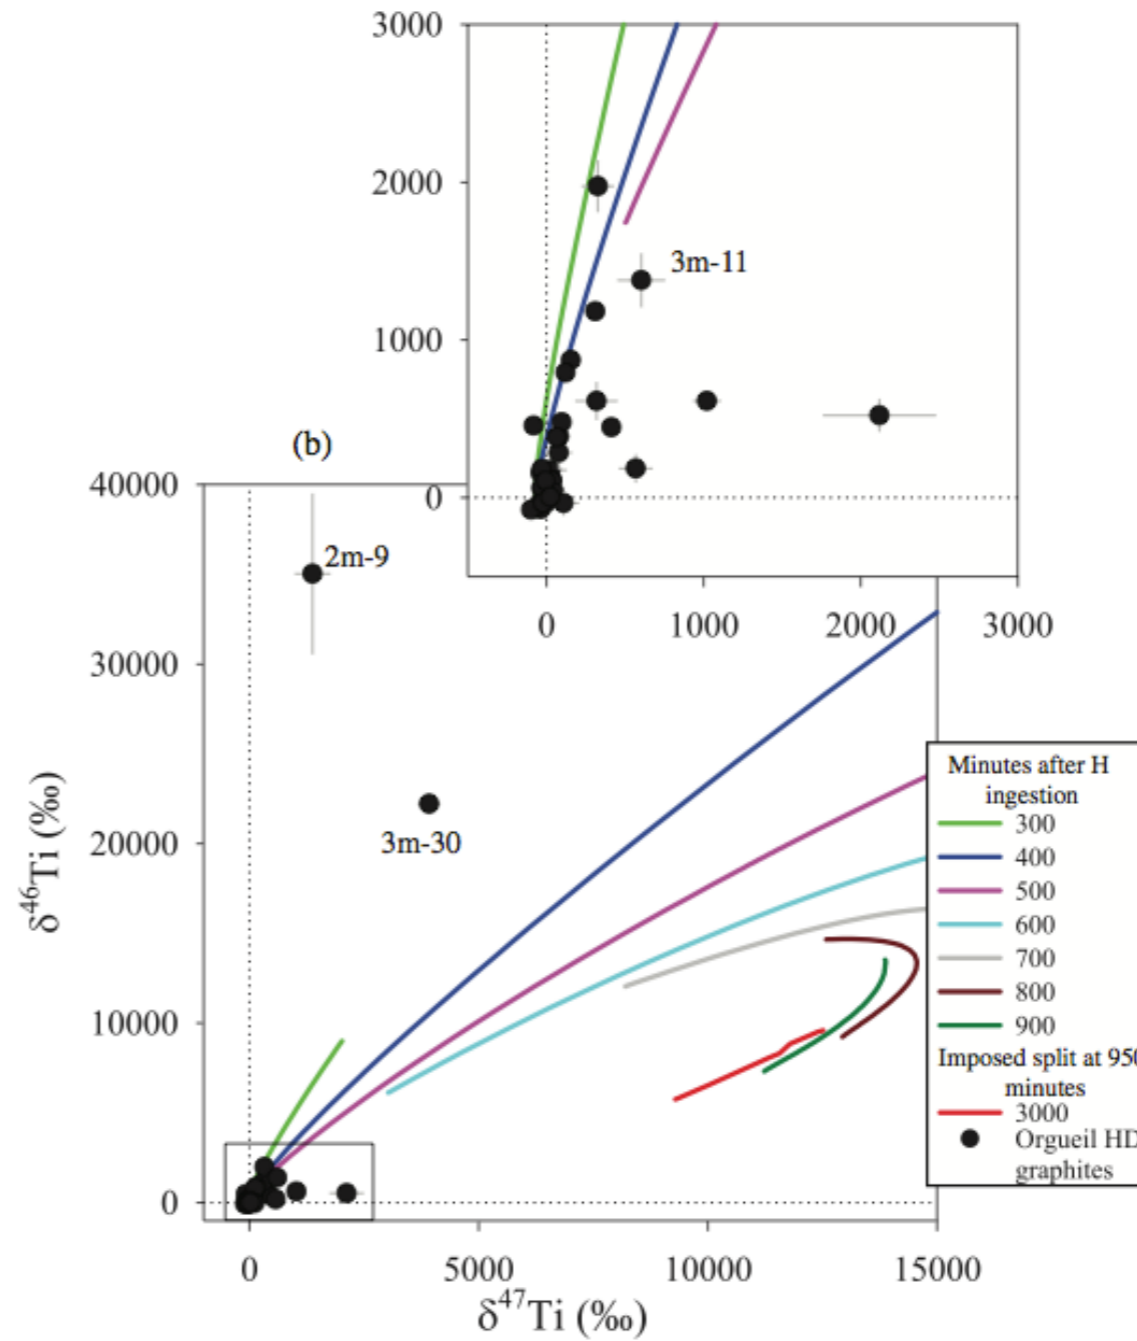 3000
2000
3m-11
1000
0
0
1000
2000
3000
(b)
40000
2m-9
30000
20000
3m-30
10000
0
δ⁴⁶Ti (‰)
0
5000
10000
15000
δ⁴⁷Ti (‰)
Minutes after H
ingestion
300
400
500
600
700
800
900
Imposed split at 950
minutes
3000
Orgueil HD
graphites